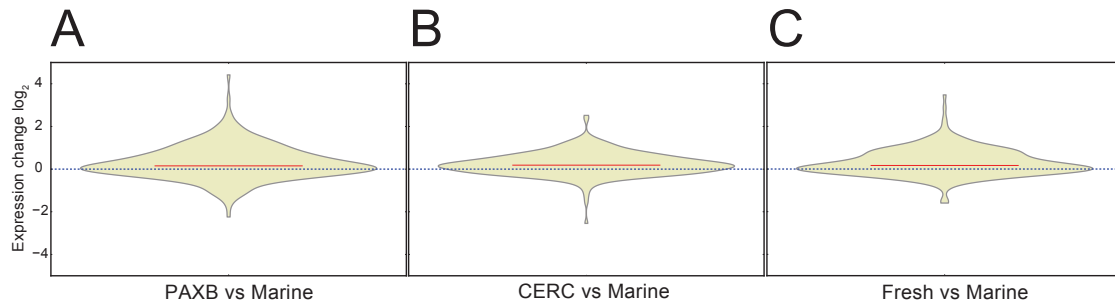 A
B
C
Expression change log2
4
2
0
−2
−4
PAXB vs Marine
CERC vs Marine
Fresh vs Marine